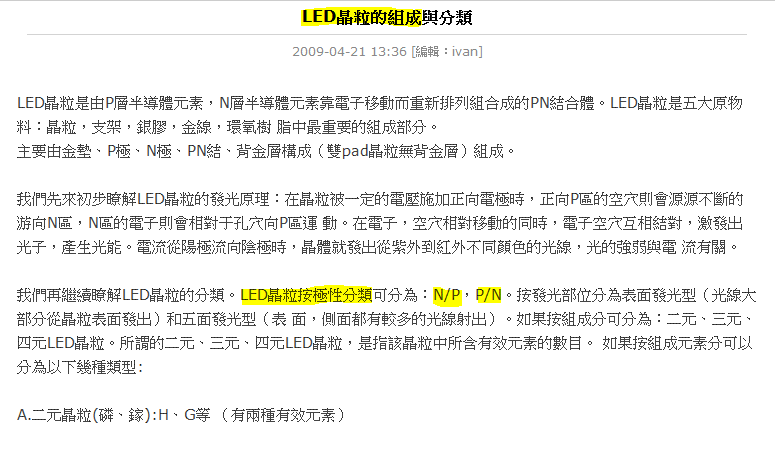 LED晶粒的組成與分類
2009-04-21 13:36 [編輯：ivan]
LED晶粒是由P層半導體元素，N層半導體元素靠電子移動而重新排列組合成的PN結合體。LED晶粒是五大原物
料：晶粒，支架，銀膠，金線，環氧樹 脂中最重要的組成部分。
主要由金墊、P極、N極、PN結、背金層構成（雙pad晶粒無背金層）組成。
我們先來初步瞭解LED晶粒的發光原理：在晶粒被一定的電壓施加正向電極時，正向P區的空穴則會源源不斷的
游向N區，N區的電子則會相對于孔穴向P區運 動。在電子，空穴相對移動的同時，電子空穴互相結對，激發出
光子，產生光能。電流從陽極流向陰極時，晶體就發出從紫外到紅外不同顏色的光線，光的強弱與電 流有關。
我們再繼續瞭解LED晶粒的分類。LED晶粒按極性分類可分為：N/P，P/N。按發光部位分為表面發光型（光線大
部分從晶粒表面發出）和五面發光型（表 面，側面都有較多的光線射出）。如果按組成分可分為：二元、三元、
四元LED晶粒。所謂的二元、三元、四元LED晶粒，是指該晶粒中所含有效元素的數目。 如果按組成元素分可以
分為以下幾種類型:
A.二元晶粒(磷、鎵):H、G等 （有兩種有效元素）